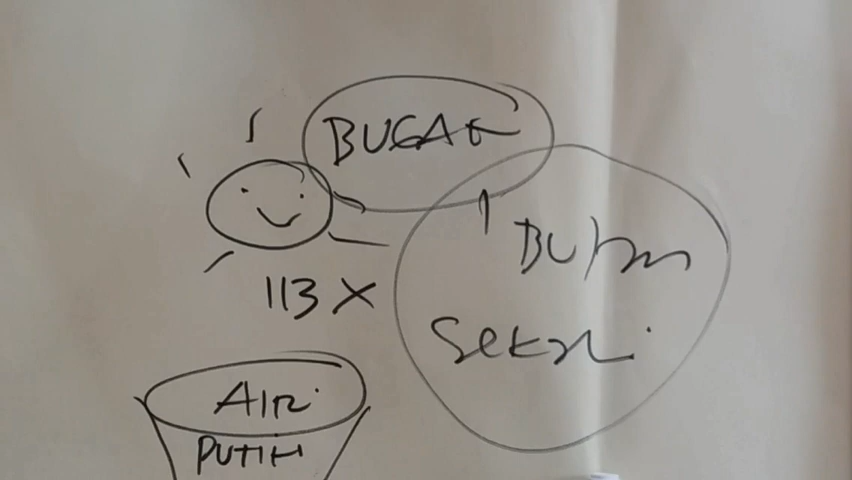 BUGAR
BUKAN
SEKALI
113 X
AIR
PUTIH